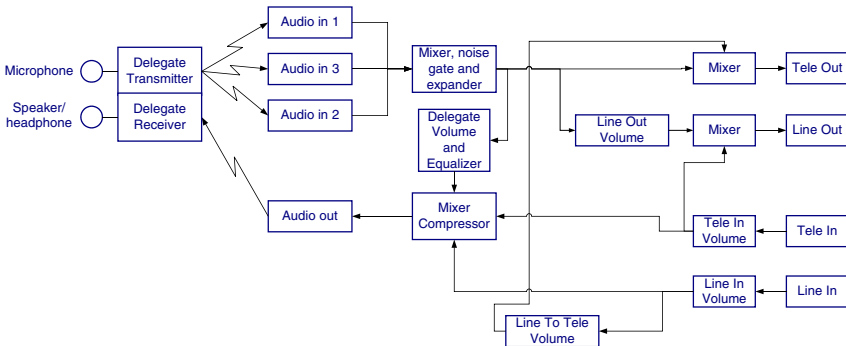 Microphone
Speaker/
headphone
Delegate
Transmitter
Delegate
Receiver
Audio in 1
Audio in 3
Audio in 2
Audio out
Mixer, noise
gate and
expander
Delegate
Volume
and
Equalizer
Mixer
Compressor
Line Out
Volume
Mixer
Tele Out
Mixer
Line Out
Tele In
Volume
Tele In
Line In
Volume
Line In
Line To Tele
Volume